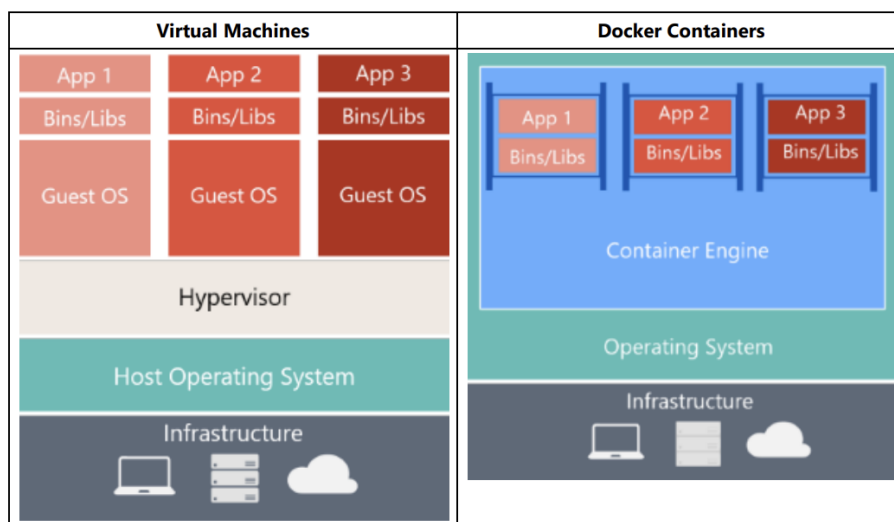 Virtual Machines
App 1 App 2 App 3
Bins/Libs Bins/Libs Bins/Libs
Guest OS Guest OS Guest OS
Hypervisor
Host Operating System
Infrastructure
Docker Containers
App 1 App 2 App 3
Bins/Libs Bins/Libs Bins/Libs
Container Engine
Operating System
Infrastructure